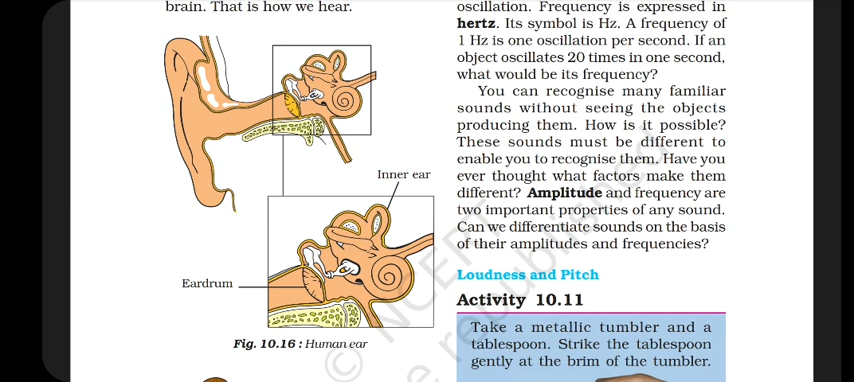 brain. That is how we hear.
Inner ear
Eardrum
Fig. 10.16 : Human ear
oscillation. Frequency is expressed in
hertz. Its symbol is Hz. A frequency of
1 Hz is one oscillation per second. If an
object oscillates 20 times in one second,
what would be its frequency?
You can recognise many familiar
sounds without seeing the objects
producing them. How is it possible?
These sounds must be different to
enable you to recognise them. Have you
ever thought what factors make them
different? Amplitude and frequency are
two important properties of any sound.
Can we differentiate sounds on the basis
of their amplitudes and frequencies?
Loudness and Pitch
Activity 10.11
Take a metallic tumbler and a
tablespoon. Strike the tablespoon
gently at the brim of the tumbler.
© NCERT
be republished